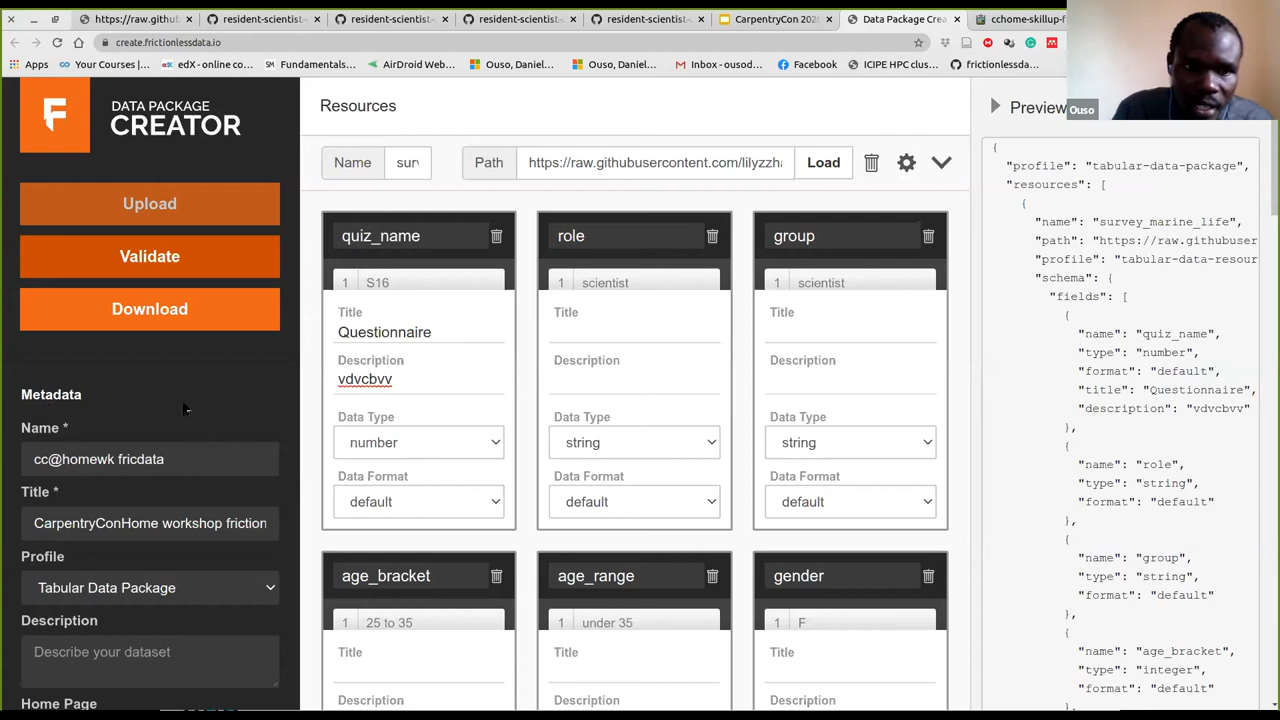 https://raw.githubu
resident-scientist-
resident-scientist-
resident-scientist-
resident-scientist-
CarpentryCon 2020
Data Package Crea
cchome-skillup-f
create.frictionlessdata.io
Apps
Your Courses |…
edX - online co…
Fundamentals…
AirDroid Web…
Ouso, Daniel…
Ouso, Daniel…
Inbox - ousod…
Facebook
ICIPE HPC clus…
frictionlessda…
Ouso
DATA PACKAGE
CREATOR
Upload
Validate
Download
Metadata
Name *
cc@homewk fricdata
Title *
CarpentryConHome workshop friction
Profile
Tabular Data Package
Description
Describe your dataset
Home Page
Resources
Name
sur
Path
https://raw.githubusercontent.com/lilyzzha
Load
quiz_name
1 S16
Title
Questionnaire
Description
vdvcbvv
Data Type
number
Data Format
default
role
1 scientist
Title
Description
Data Type
string
Data Format
default
group
1 scientist
Title
Description
Data Type
string
Data Format
default
age_bracket
1 25 to 35
Title
Description
age_range
1 under 35
Title
Description
gender
1 F
Title
Description
Preview
{
"profile": "tabular-data-package",
"resources": [
{
"name": "survey_marine_life",
"path": "https://raw.githubuser
"profile": "tabular-data-resour
"schema": {
"fields": [
{
"name": "quiz_name",
"type": "number",
"format": "default",
"title": "Questionnaire",
"description": "vdvcbvv"
},
{
"name": "role",
"type": "string",
"format": "default"
},
{
"name": "group",
"type": "string",
"format": "default"
},
{
"name": "age_bracket",
"type": "integer",
"format": "default"
},